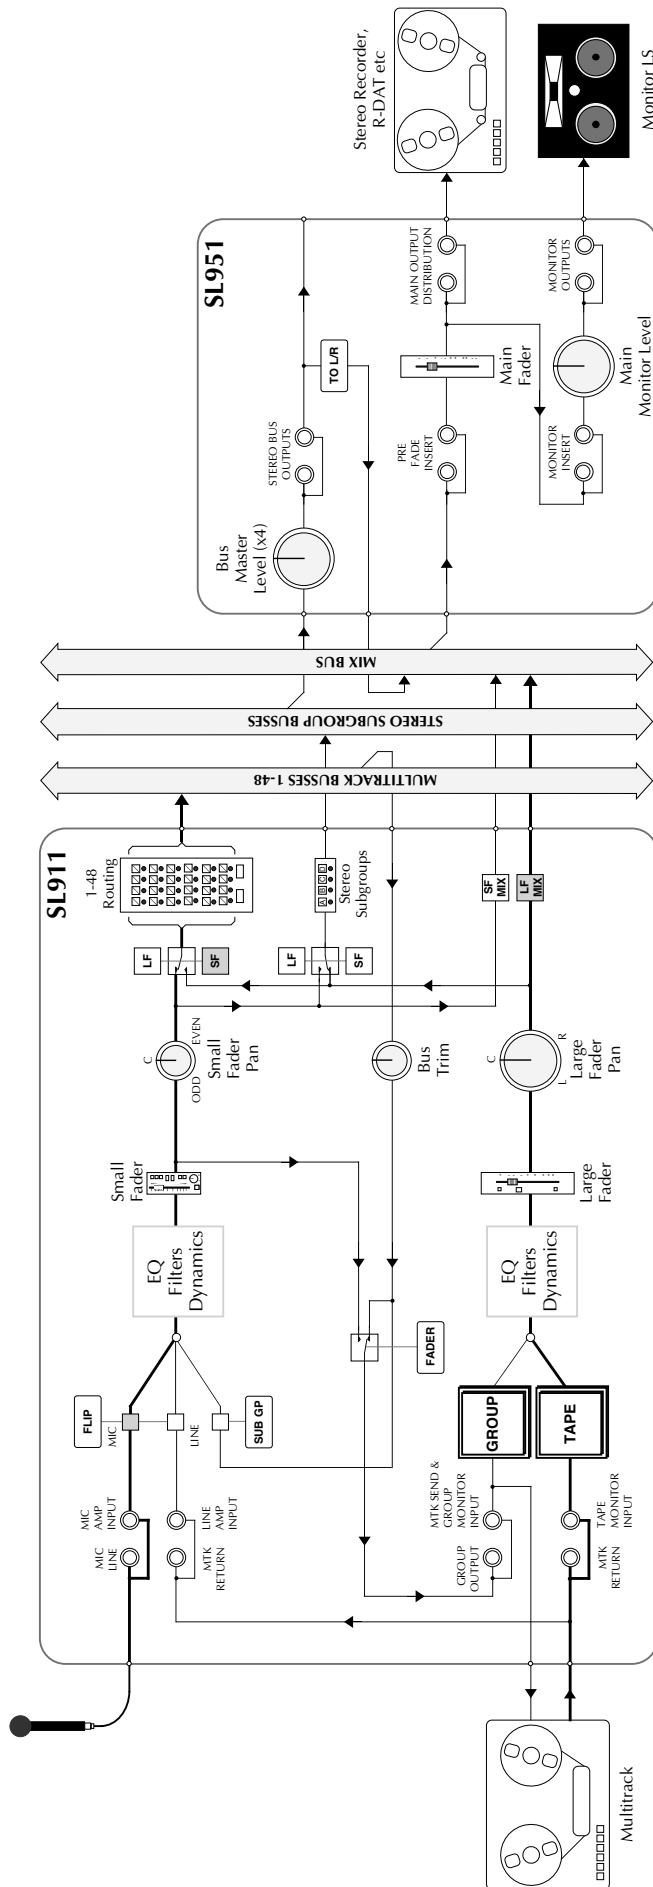 SL911
MIC
LINE
MIC
AMP
INPUT
FLIP
MIC
MTK
RETURN
LINE
AMP
INPUT
LINE
SUB GP
EQ
Filters
Dynamics
Small
Fader
C
ODD
EVEN
Small
Fader
Pan
LF
SF
1-48
Routing
LF
SF
A
B
C
D
Stereo
Subgroups
FADER
Bus
Trim
GROUP
OUTPUT
MTK SEND &
GROUP
MONITOR
INPUT
GROUP
MTK
RETURN
TAPE
MONITOR
INPUT
TAPE
EQ
Filters
Dynamics
Large
Fader
C
L
R
Large
Fader
Pan
SF
MIX
LF
MIX
Multitrack
MULTITRACK BUSSES 1-48
STEREO SUBGROUP BUSSES
MIX BUS
SL951
Bus
Master
Level (x4)
STEREO BUS
OUTPUTS
TO L/R
PRE
FADE
INSERT
Main
Fader
MAIN OUTPUT
DISTRIBUTION
MONITOR
INSERT
Main
Monitor Level
MONITOR
OUTPUTS
Stereo Recorder,
R-DAT etc
Monitor LS